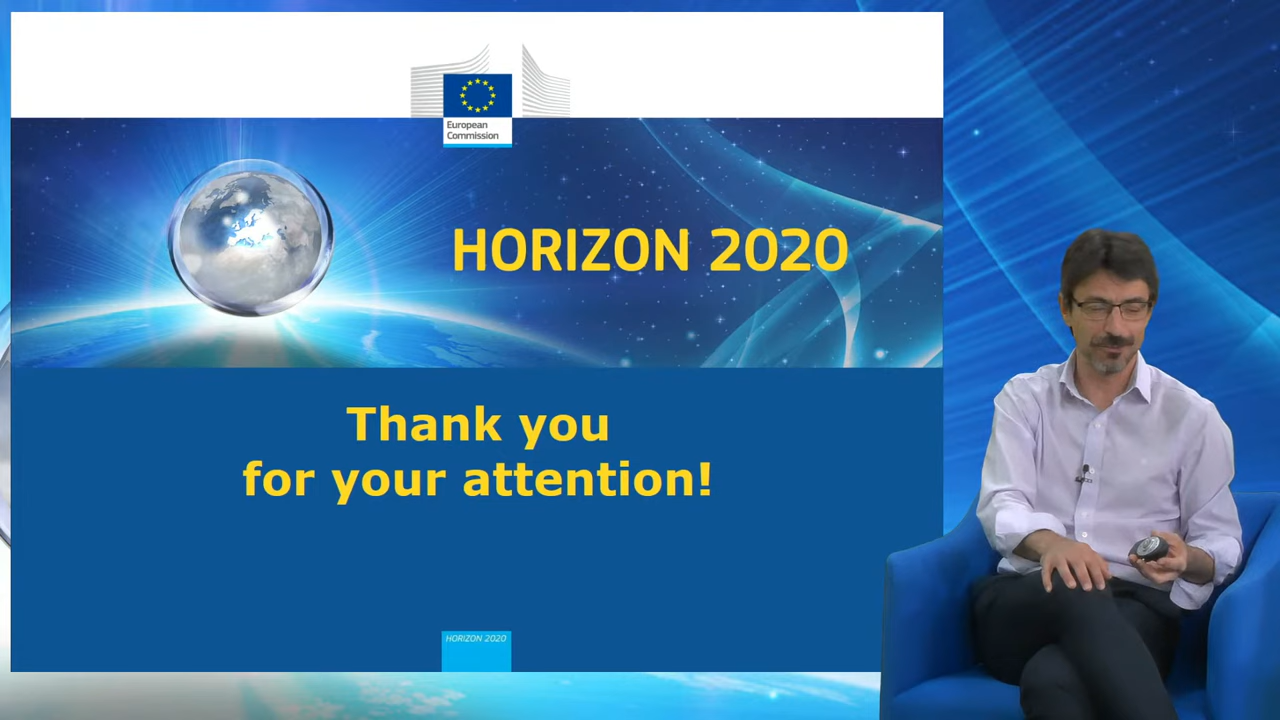 European
Commission
HORIZON 2020
Thank you
for your attention!
HORIZON 2020